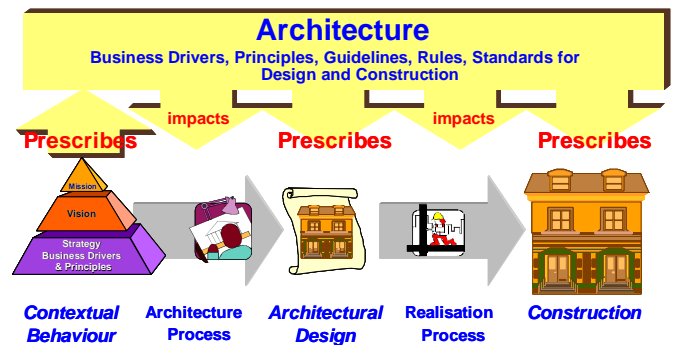 Architecture
Business Drivers, Principles, Guidelines, Rules, Standards for
Design and Construction
impacts
impacts
Prescribes
Prescribes
Prescribes
Mission
Vision
Strategy
Business Drivers
& Principles
Contextual
Behaviour
Architecture
Process
Architectural
Design
Realisation
Process
Construction